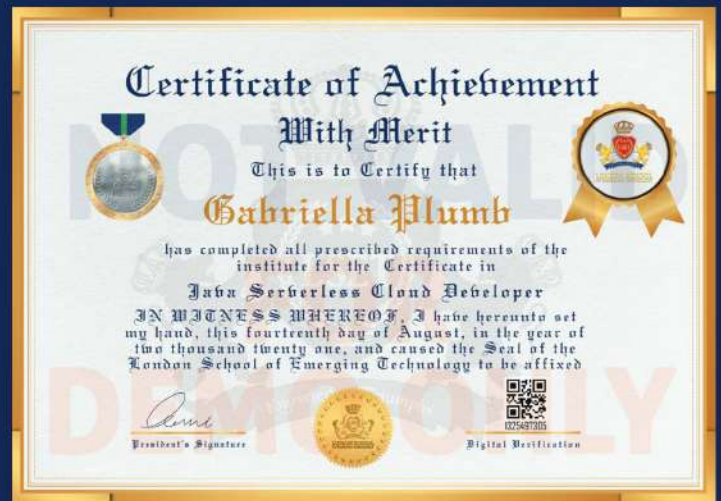 Certificate of Achievement
With Merit
This is to Certify that
Gabriella Plumb
has completed all prescribed requirements of the
institute for the Certificate in
Java Serverless Cloud Developer
IN WITNESS WHEREOF, I have hereunto set
my hand, this fourteenth day of August, in the year of
two thousand twenty one, and caused the Seal of the
London School of Emerging Technology to be affixed
NOT VALID
DEMO ONLY
President's Signature
1325497305
Digital Verification